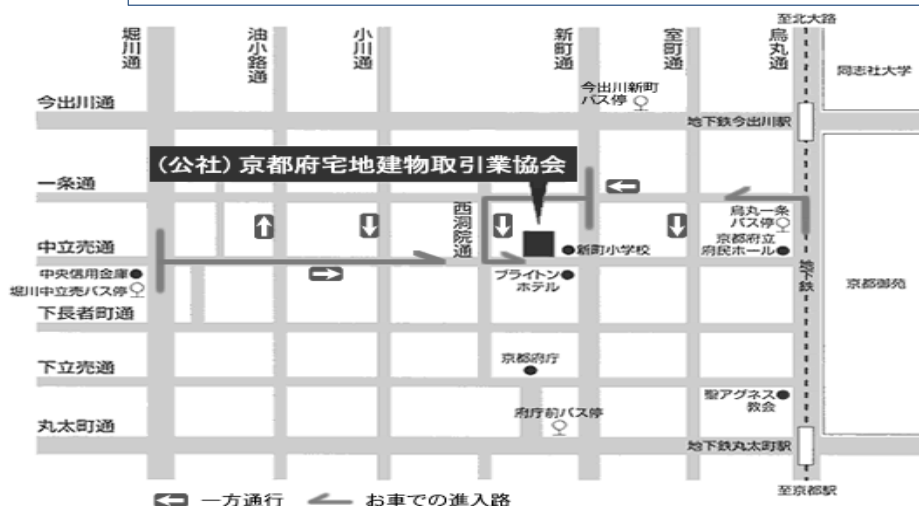 至北大路
堀川通
油小路通
小川通
新町通
室町通
烏丸通
同志社大学
今出川新町
バス停
今出川通
地下鉄今出川駅
(公社)京都府宅地建物取引業協会
一条通
西洞院通
烏丸一条
バス停
中立売通
新町小学校
京都府立
府民ホール
地下鉄
中央信用金庫
堀川中立売バス停
ブライトン
ホテル
京都御苑
下長者町通
下立売通
京都府庁
聖アグネス
教会
丸太町通
府庁前バス停
地下鉄丸太町駅
至京都駅
一方通行
お車での進入路